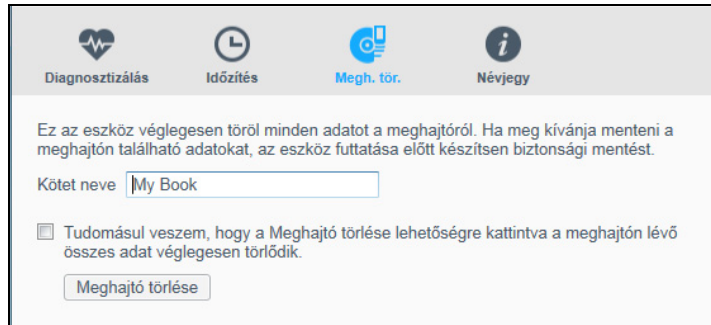 Diagnosztizálás Időzítés Megh. tör. Névjegy
Ez az eszköz véglegesen töröl minden adatot a meghajtóról. Ha meg kívánja menteni a
meghajtón található adatokat, az eszköz futtatása előtt készítsen biztonsági mentést.
Kötet neve My Book
Tudomásul veszem, hogy a Meghajtó törlése lehetőségre kattintva a meghajtón lévő
összes adat véglegesen törlődik.
Meghajtó törlése